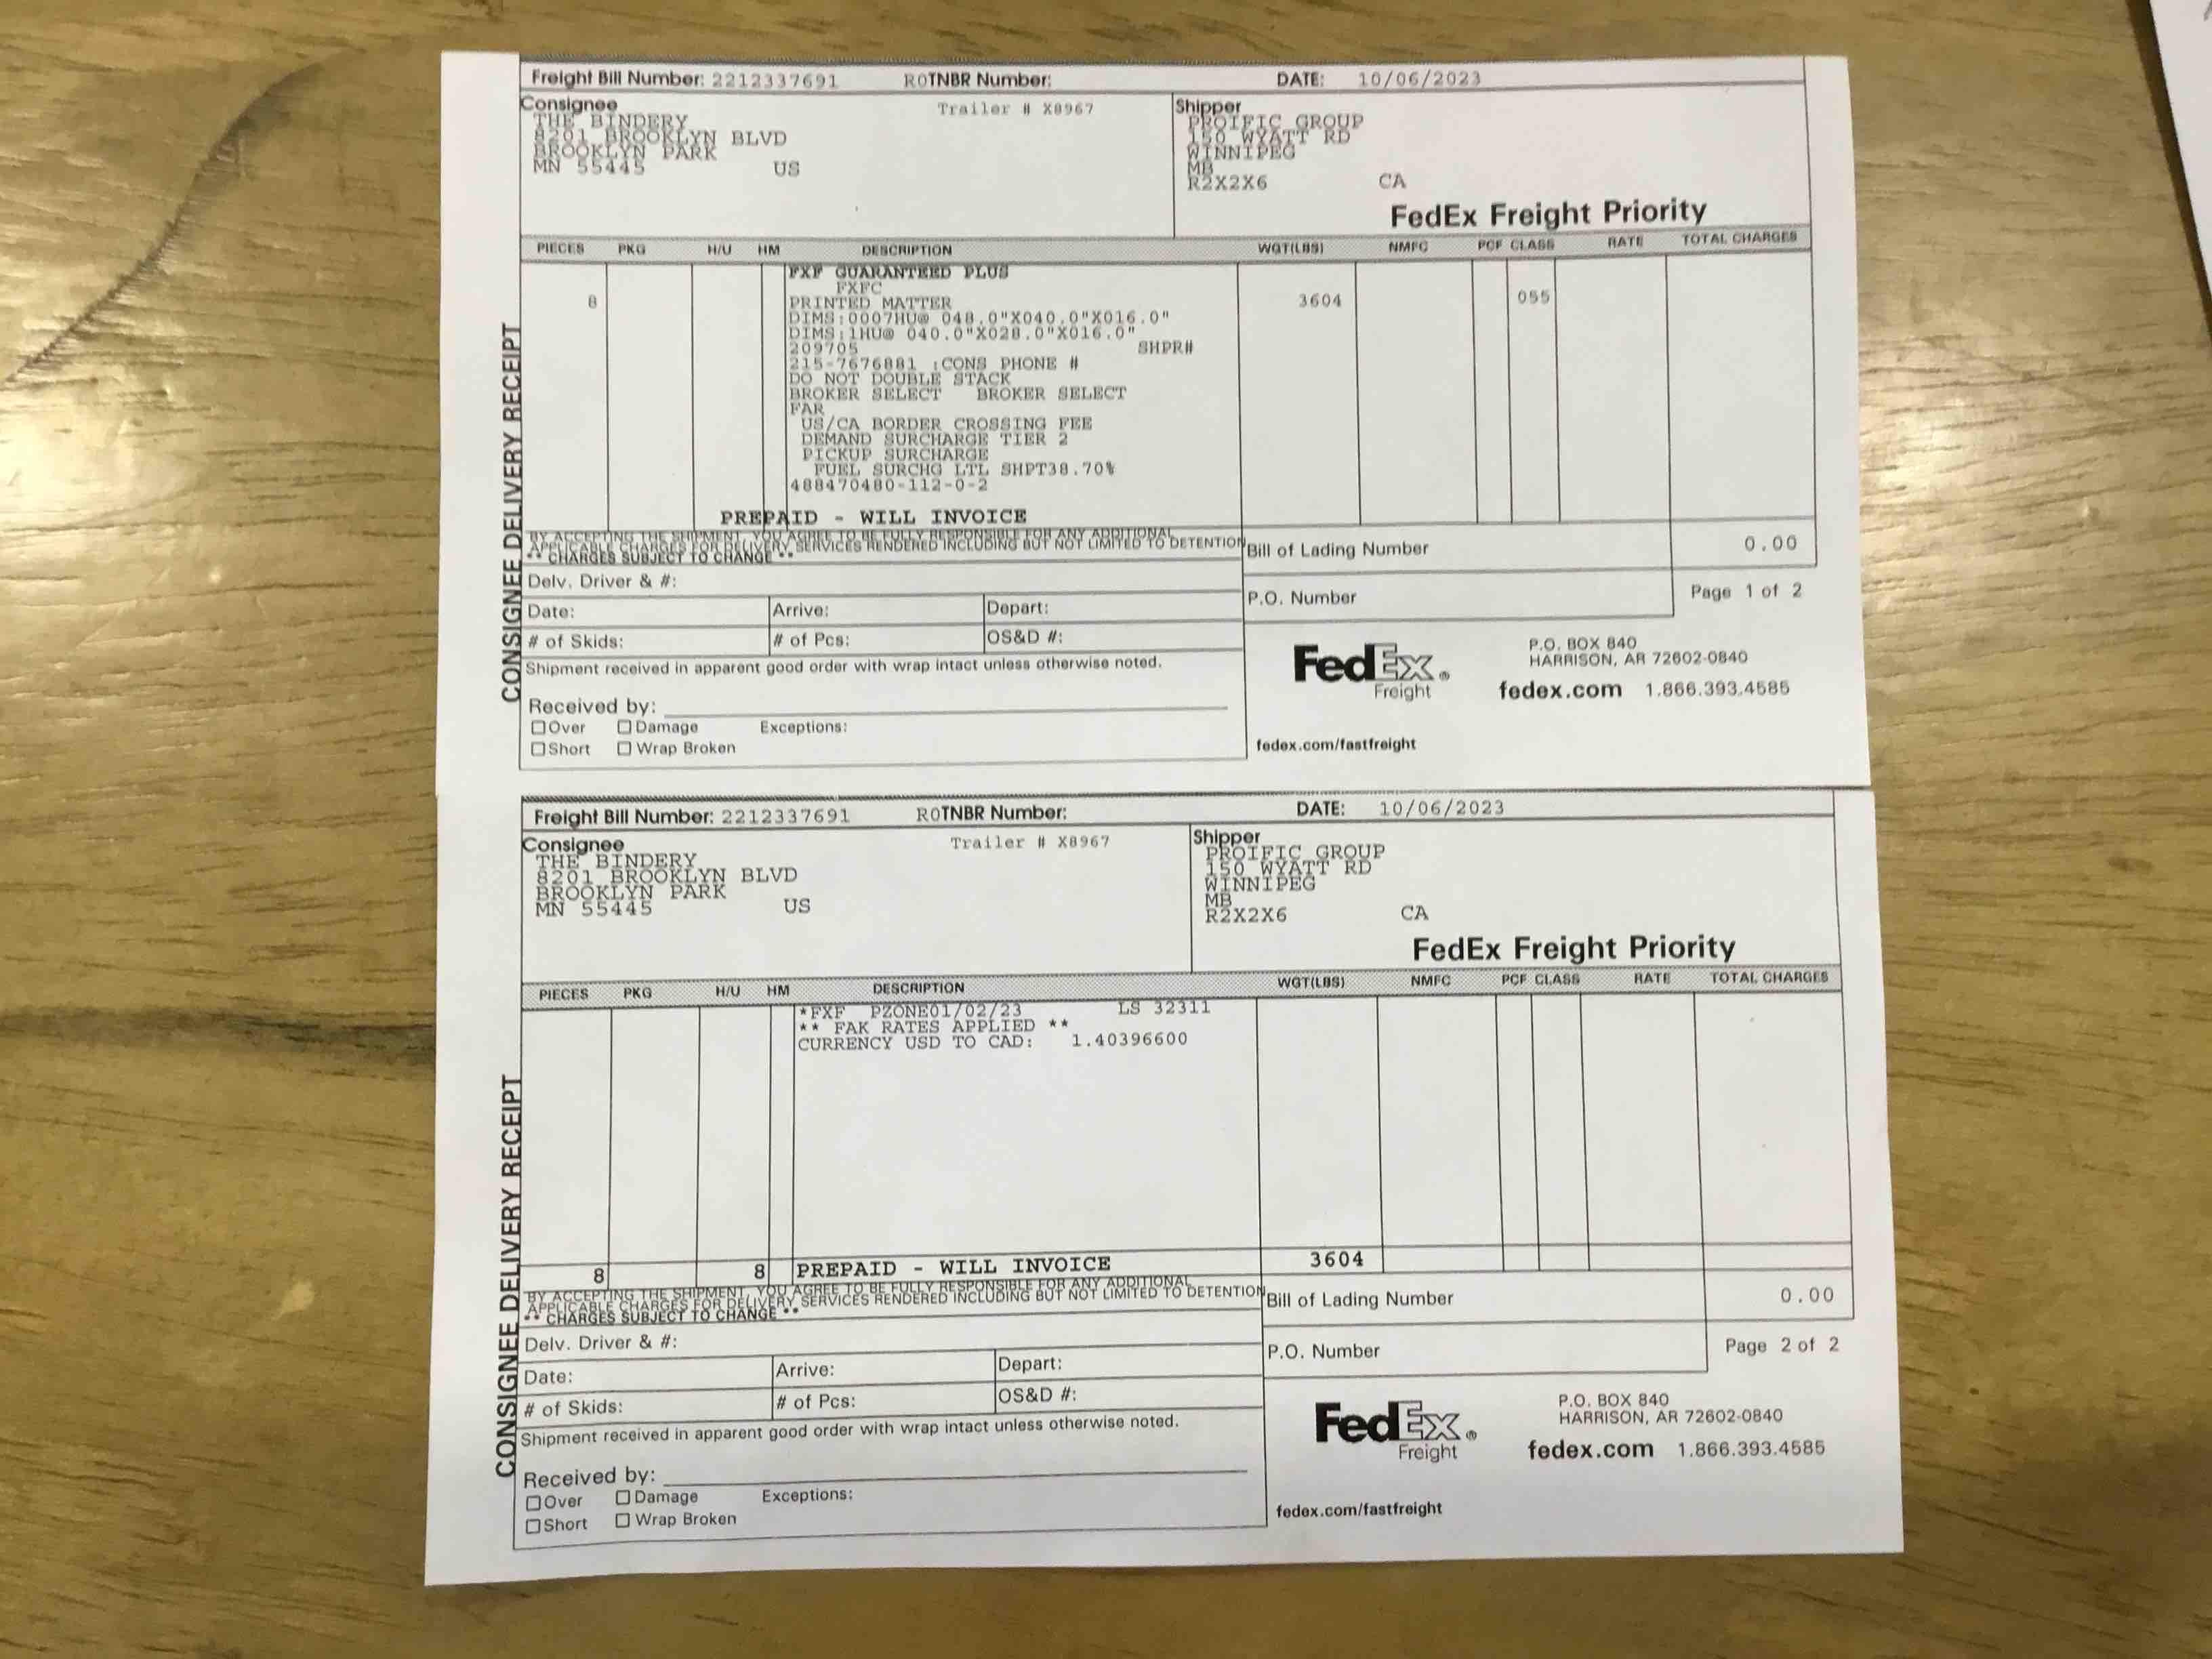 Freight Bill Number: 2212337691 ROTNBR Number: DATE: 10/06/2023
Consignee Trailer # X8967 Shipper
THE BINDERY PROIFIC GROUP
8201 BROOKLYN BLVD 150 WYATT RD
BROOKLYN PARK WINNIPEG
MN 55445 US MB
R2X2X6 CA
FedEx Freight Priority
PIECES PKG H/U HM DESCRIPTION WGT(LBS) NMFC PCF CLASS RATE TOTAL CHARGES
FXF GUARANTEED PLUS
FXFC
8 PRINTED MATTER 3604 055
DIMS:0007HU@ 048.0"X040.0"X016.0"
DIMS:1HU@ 040.0"X028.0"X016.0"
209705 SHPR#
215-7676881 :CONS PHONE #
DO NOT DOUBLE STACK
BROKER SELECT BROKER SELECT
FAR
US/CA BORDER CROSSING FEE
DEMAND SURCHARGE TIER 2
PICKUP SURCHARGE
FUEL SURCHG LTL SHPT38.70%
488470480-112-0-2
PREPAID - WILL INVOICE
BY ACCEPTING THE SHIPMENT, YOU AGREE TO BE FULLY RESPONSIBLE FOR ANY ADDITIONAL
APPLICABLE CHARGES FOR DELIVERY SERVICES RENDERED INCLUDING BUT NOT LIMITED TO DETENTION
** CHARGES SUBJECT TO CHANGE **
Bill of Lading Number 0.00
Delv. Driver & #:
P.O. Number Page 1 of 2
Date: Arrive: Depart:
# of Skids: # of Pcs: OS&D #:
Shipment received in apparent good order with wrap intact unless otherwise noted.
Received by:
Over Damage Exceptions:
Short Wrap Broken
FedEx®
Freight
P.O. BOX 840
HARRISON, AR 72602-0840
fedex.com 1.866.393.4585
fedex.com/fastfreight
CONSIGNEE DELIVERY RECEIPT
Freight Bill Number: 2212337691 ROTNBR Number: DATE: 10/06/2023
Consignee Trailer # X8967 Shipper
THE BINDERY PROIFIC GROUP
8201 BROOKLYN BLVD 150 WYATT RD
BROOKLYN PARK WINNIPEG
MN 55445 US MB
R2X2X6 CA
FedEx Freight Priority
PIECES PKG H/U HM DESCRIPTION WGT(LBS) NMFC PCF CLASS RATE TOTAL CHARGES
*FXF PZONE01/02/23 LS 32311
** FAK RATES APPLIED **
CURRENCY USD TO CAD: 1.40396600
8 8 PREPAID - WILL INVOICE 3604
BY ACCEPTING THE SHIPMENT, YOU AGREE TO BE FULLY RESPONSIBLE FOR ANY ADDITIONAL
APPLICABLE CHARGES FOR DELIVERY SERVICES RENDERED INCLUDING BUT NOT LIMITED TO DETENTION
** CHARGES SUBJECT TO CHANGE **
Bill of Lading Number 0.00
Delv. Driver & #:
P.O. Number Page 2 of 2
Date: Arrive: Depart:
# of Skids: # of Pcs: OS&D #:
Shipment received in apparent good order with wrap intact unless otherwise noted.
Received by:
Over Damage Exceptions:
Short Wrap Broken
FedEx®
Freight
P.O. BOX 840
HARRISON, AR 72602-0840
fedex.com 1.866.393.4585
fedex.com/fastfreight
CONSIGNEE DELIVERY RECEIPT